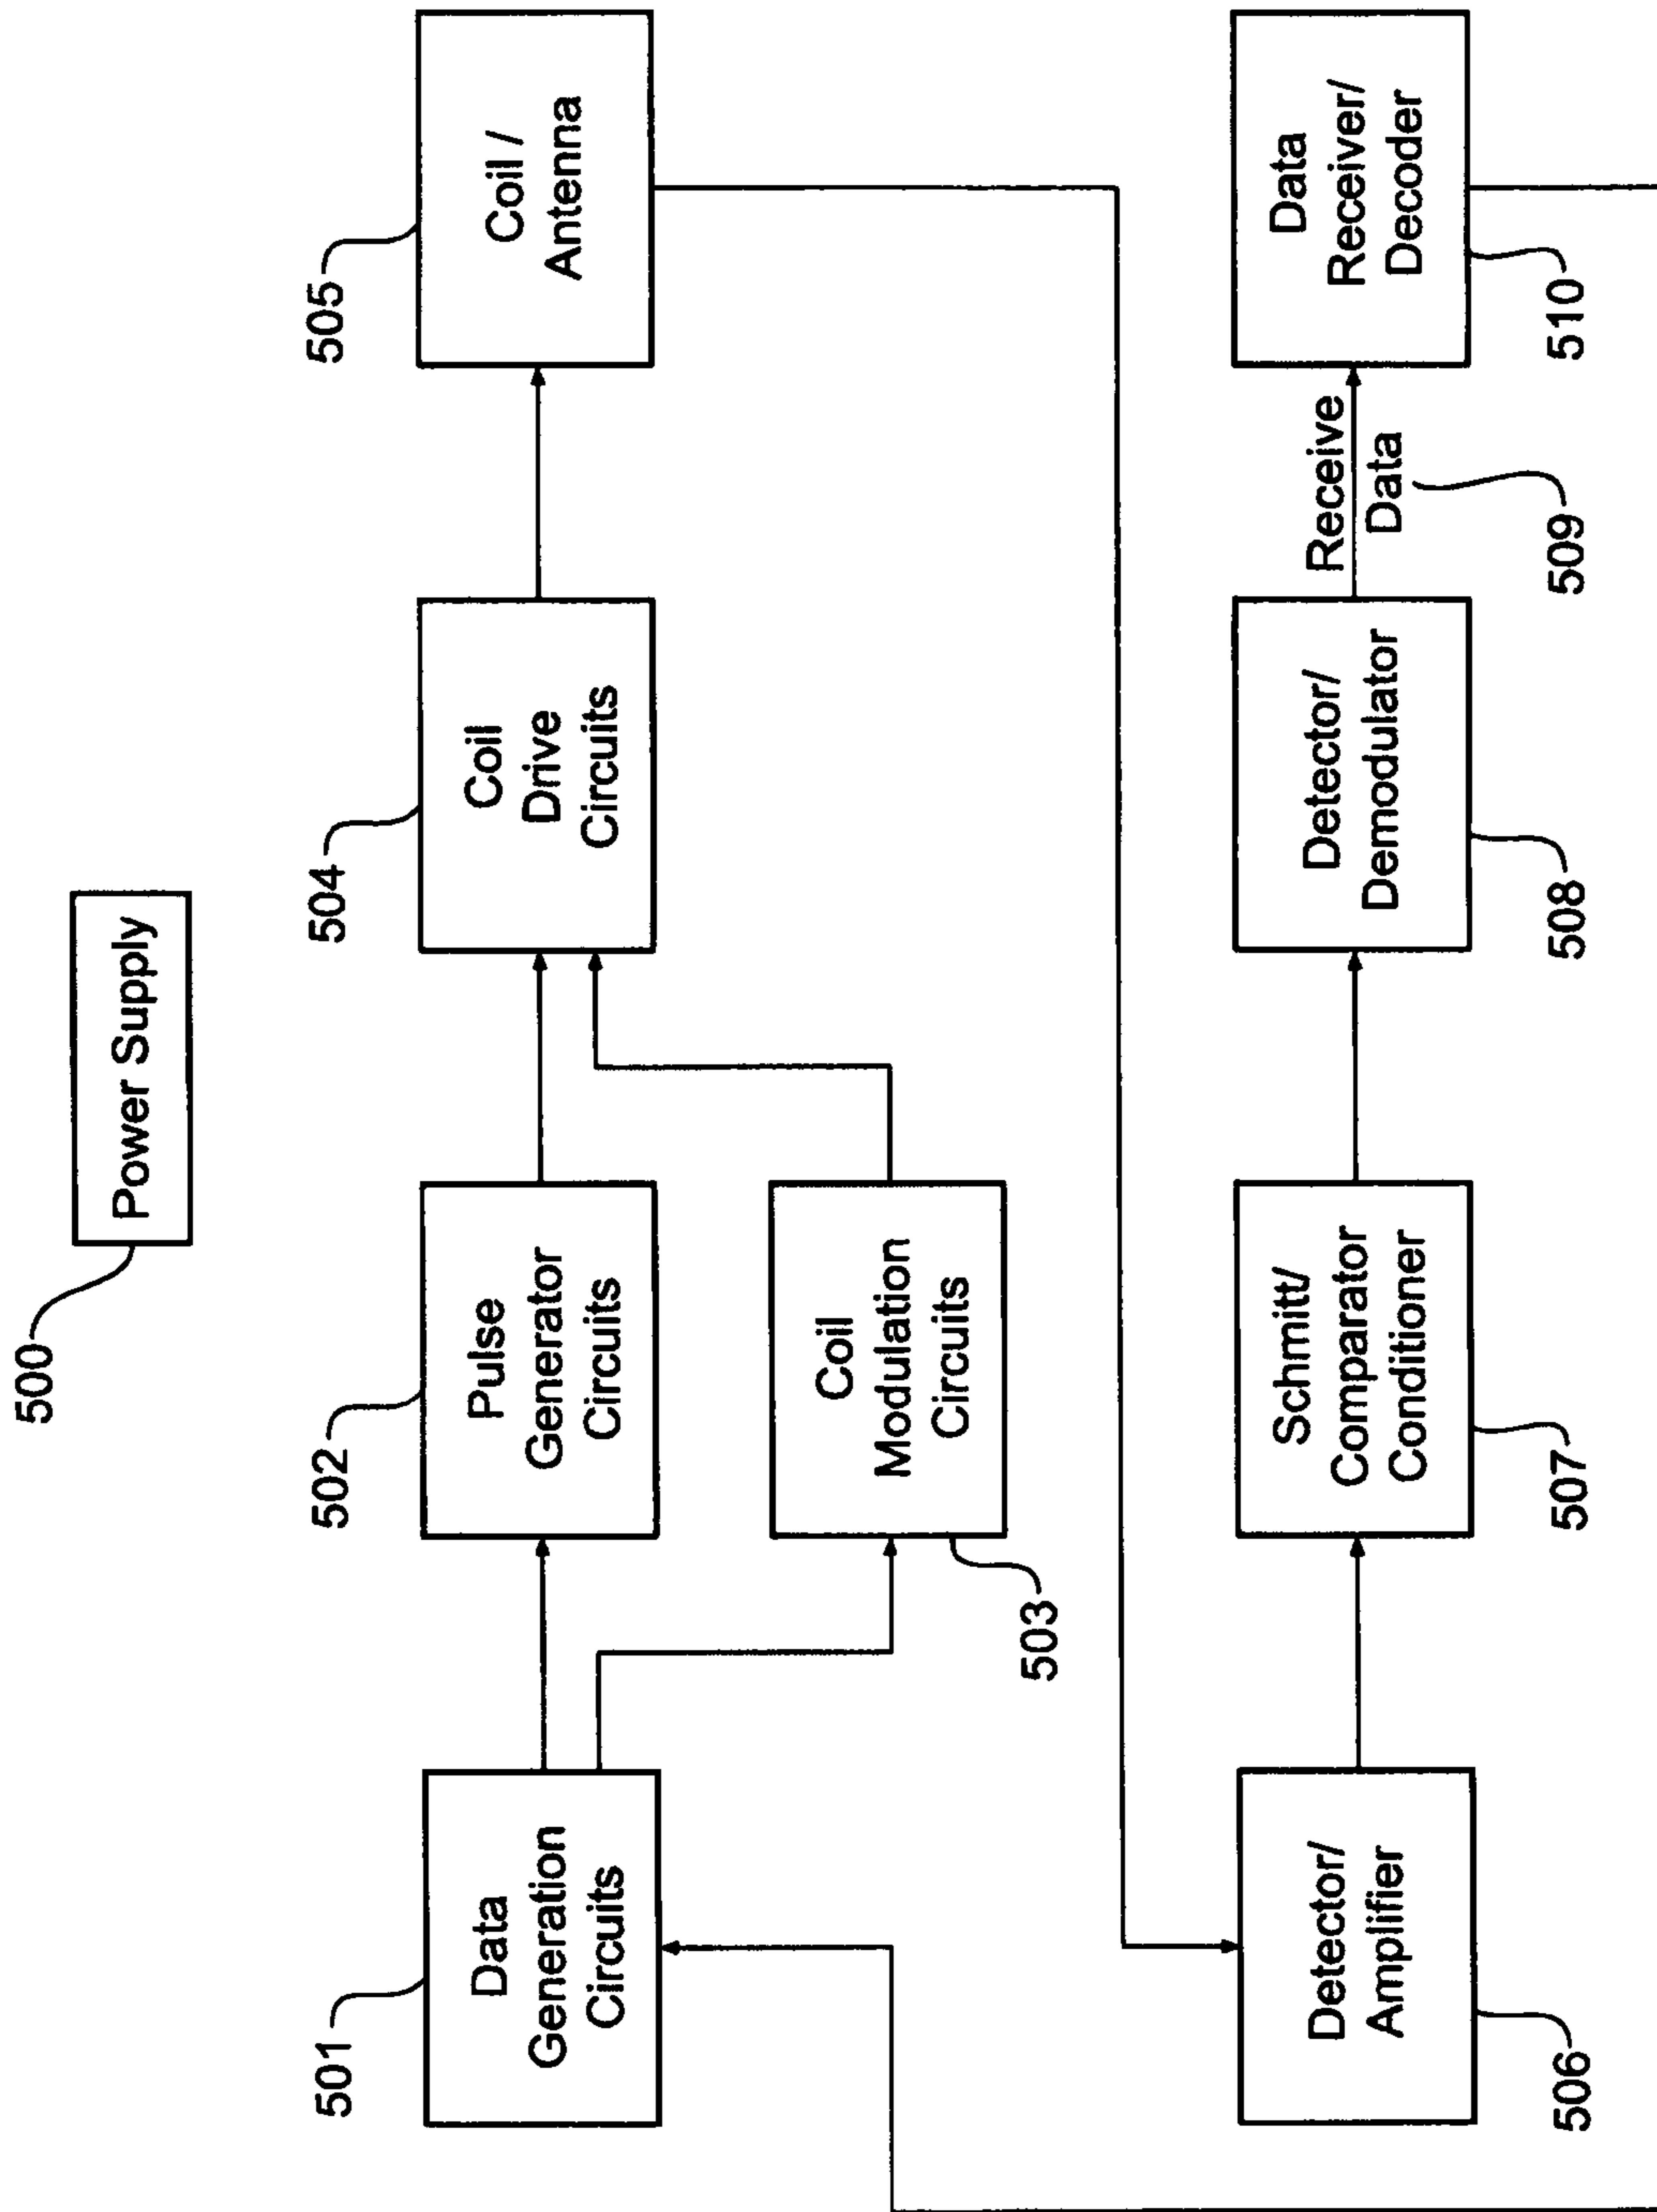 500
Power Supply
501
Data
Generation
Circuits
502
Pulse
Generator
Circuits
503
Coil
Modulation
Circuits
504
Coil
Drive
Circuits
505
Coil /
Antenna
506
Detector/
Amplifier
507
Schmitt/
Comparator
Conditioner
508
Detector/
Demodulator
Receive
Data
509
Data
Receiver/
Decoder
510